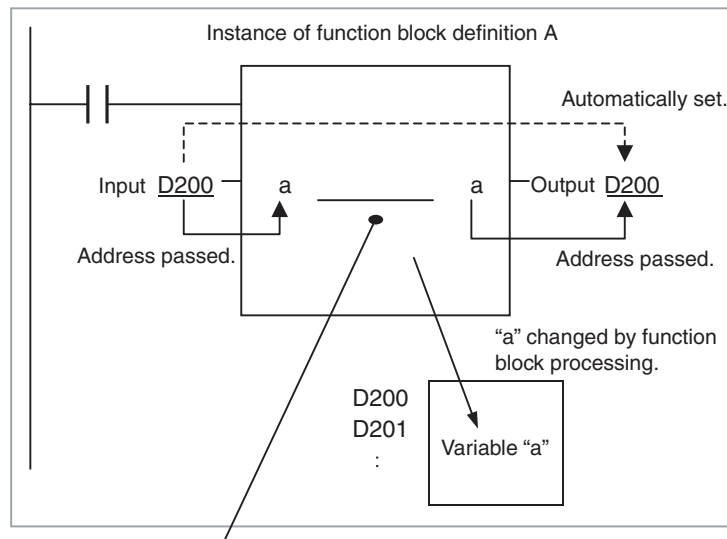 Instance of function block definition A
Automatically set.
Input D200
a
a
Output D200
Address passed.
Address passed.
“a” changed by function
block processing.
D200
D201
:
Variable “a”